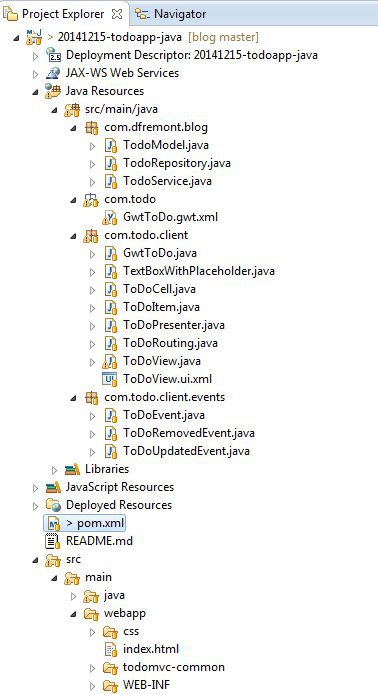 Project Explorer Navigator
> 20141215-todoapp-java [blog master]
Deployment Descriptor: 20141215-todoapp-java
JAX-WS Web Services
Java Resources
src/main/java
com.dfremont.blog
TodoModel.java
TodoRepository.java
TodoService.java
com.todo
GwtToDo.gwt.xml
com.todo.client
GwtToDo.java
TextBoxWithPlaceholder.java
ToDoCell.java
ToDoItem.java
ToDoPresenter.java
ToDoRouting.java
ToDoView.java
ToDoView.ui.xml
com.todo.client.events
ToDoEvent.java
ToDoRemovedEvent.java
ToDoUpdatedEvent.java
Libraries
JavaScript Resources
Deployed Resources
> pom.xml
README.md
src
main
java
webapp
css
index.html
todomvc-common
WEB-INF